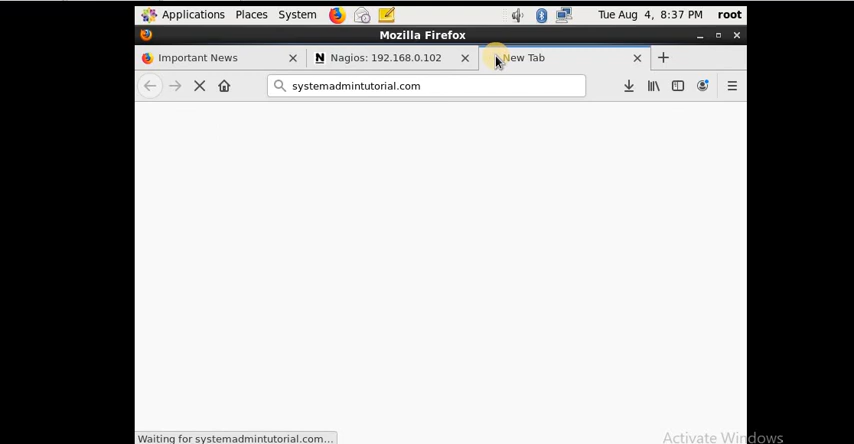 Applications Places System Tue Aug 4, 8:37 PM root
Mozilla Firefox
Important News Nagios: 192.168.0.102 New Tab
systemadmintutorial.com
Waiting for systemadmintutorial.com...
Activate Windows